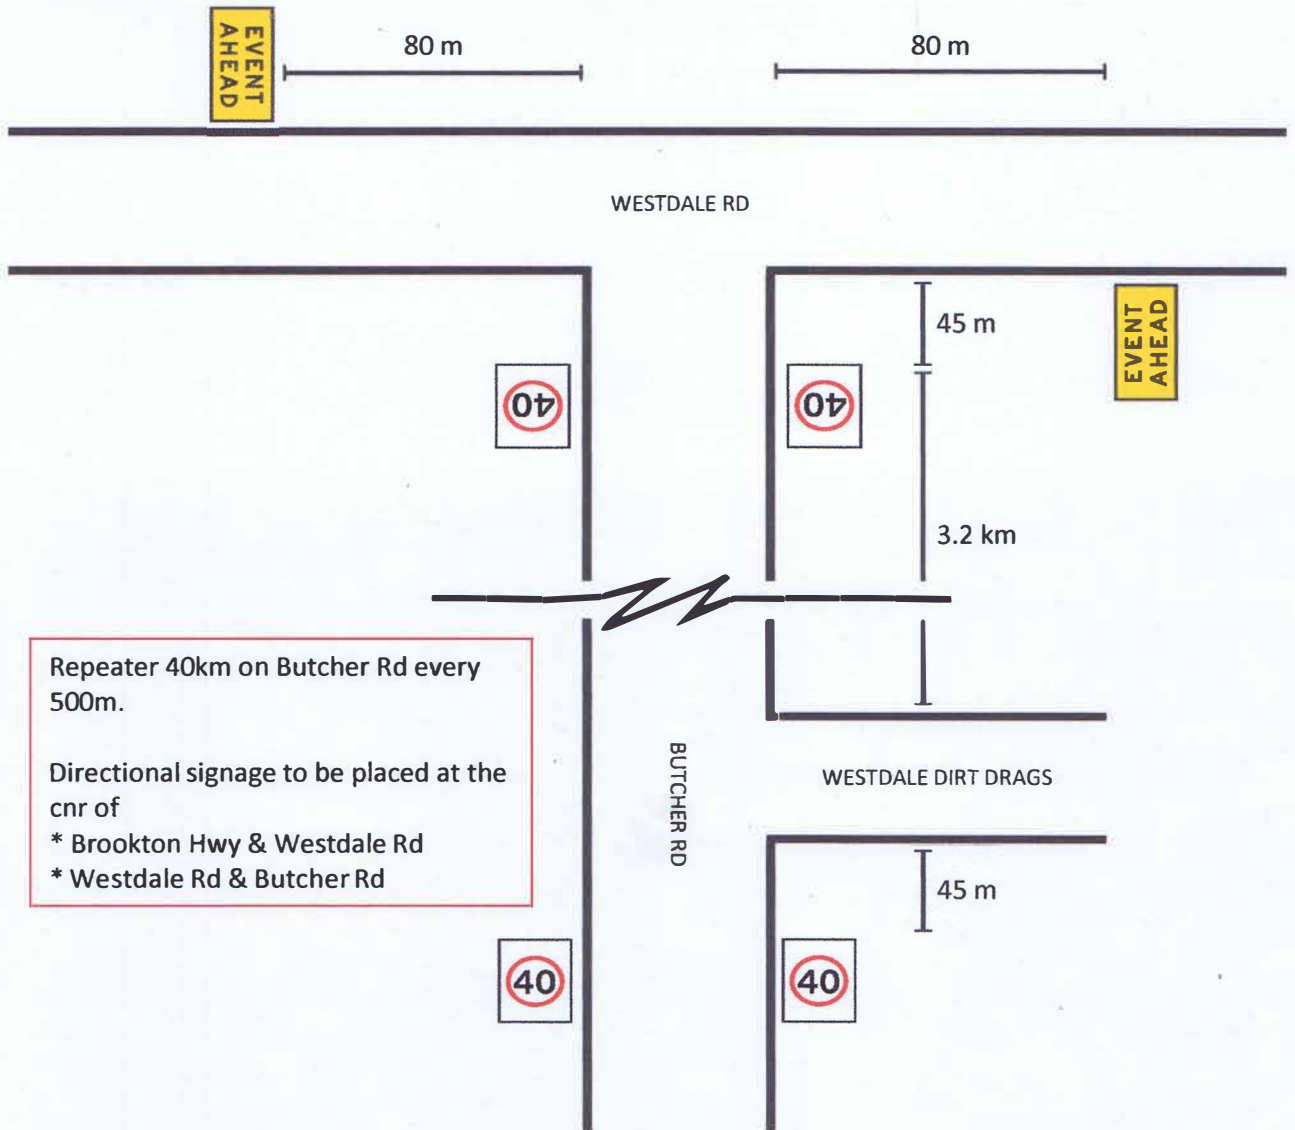 EVENT
AHEAD
80 m
80 m
WESTDALE RD
45 m
EVENT
AHEAD
40
40
3.2 km
Repeater 40km on Butcher Rd every
500m.
Directional signage to be placed at the
cnr of
* Brookton Hwy & Westdale Rd
* Westdale Rd & Butcher Rd
BUTCHER RD
WESTDALE DIRT DRAGS
45 m
40
40